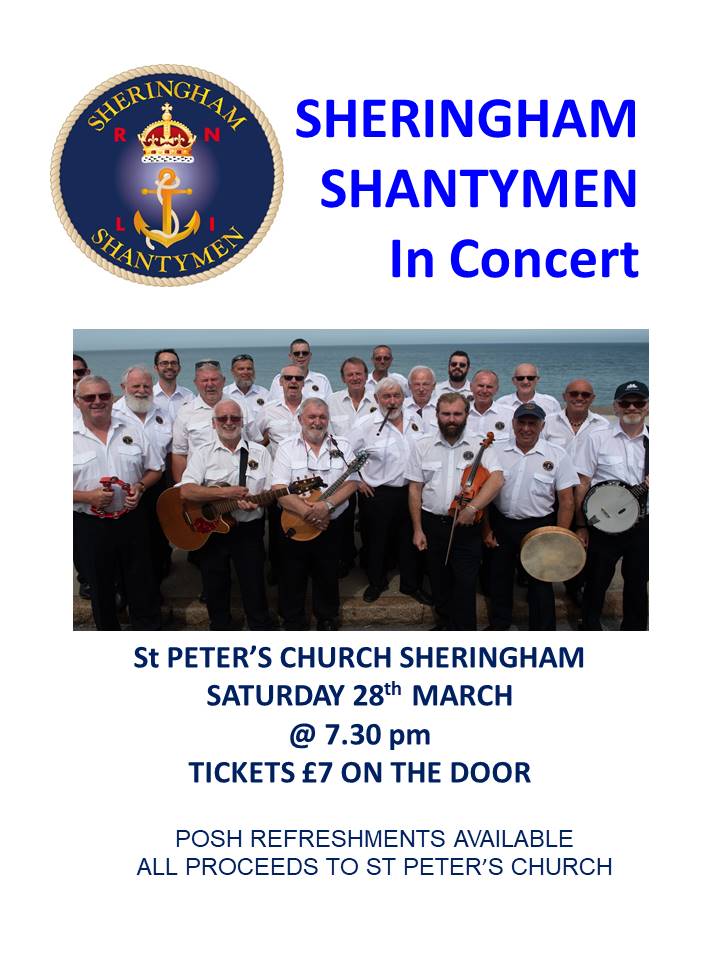 SHERINGHAM
R N
L I
SHANTYMEN
SHERINGHAM
SHANTYMEN
In Concert
St PETER’S CHURCH SHERINGHAM
SATURDAY 28th MARCH
@ 7.30 pm
TICKETS £7 ON THE DOOR
POSH REFRESHMENTS AVAILABLE
ALL PROCEEDS TO ST PETER’S CHURCH